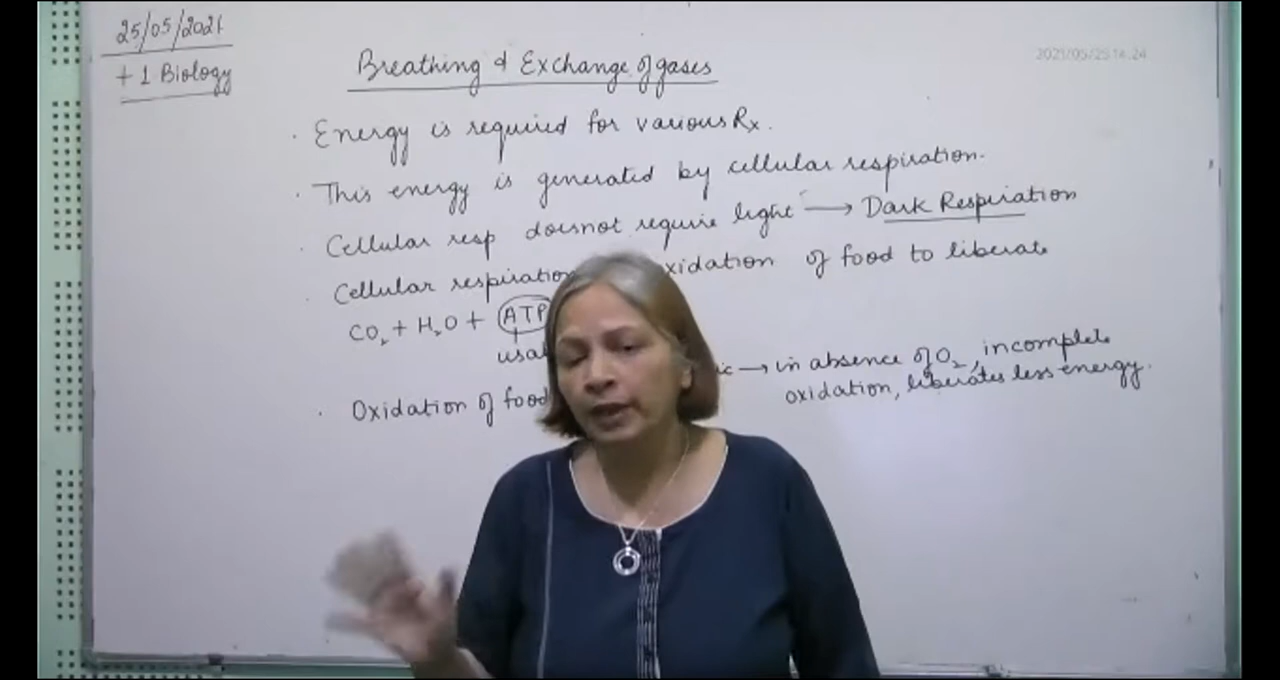 25/05/2021
+1 Biology
2021/05/25 14:24
Breathing & Exchange of gases
· Energy is required for various Rx.
· This energy is generated by cellular respiration.
· Cellular resp doesnot require light → Dark Respiration
· Cellular respiration xidation of food to liberate
CO2 + H2O + ATP
usa
ic → in absence of O2, incomplete
· Oxidation of food oxidation, liberates less energy.